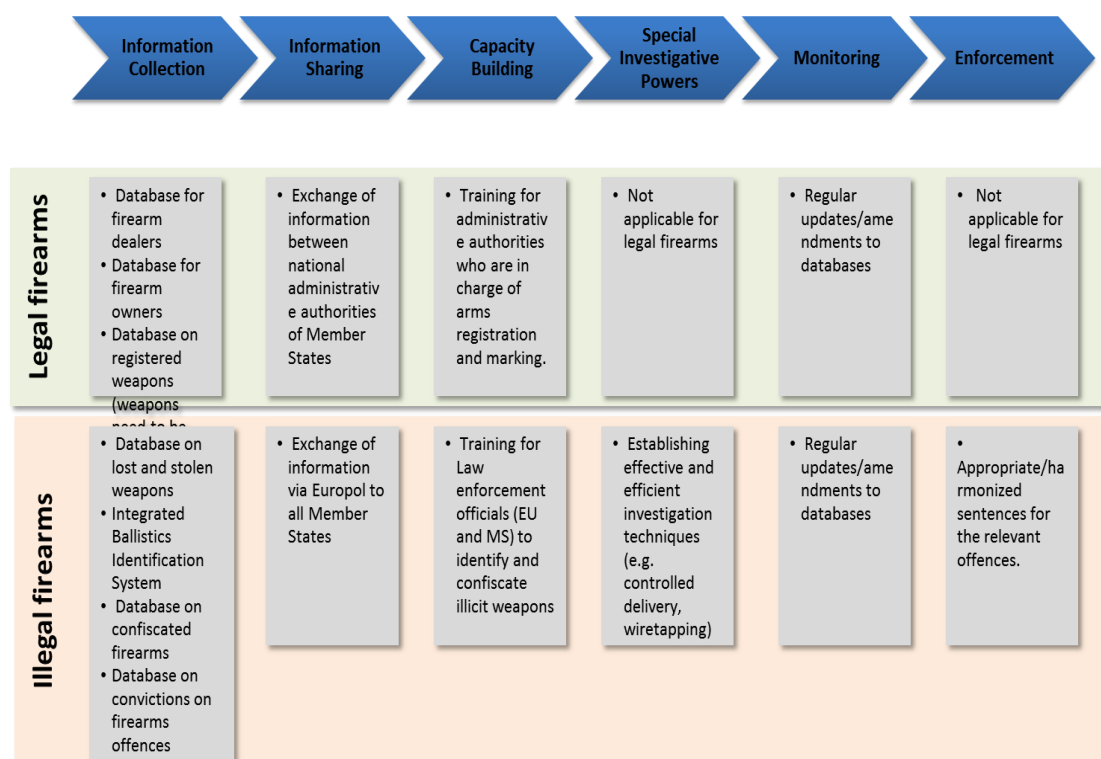 Information
Collection
Information
Sharing
Capacity
Building
Special
Investigative
Powers
Monitoring
Enforcement
Legal firearms
• Database for
firearm
dealers
• Database for
firearm
owners
• Database on
registered
weapons
(weapons
need to be
• Exchange of
information
between
national
administrativ
e authorities
of Member
States
• Training for
administrativ
e authorities
who are in
charge of
arms
registration
and marking.
• Not
applicable for
legal firearms
• Regular
updates/ame
ndments to
databases
• Not
applicable for
legal firearms
Illegal firearms
• Database on
lost and stolen
weapons
• Integrated
Ballistics
Identification
System
• Database on
confiscated
firearms
• Database on
convictions on
firearms
offences
• Exchange of
information
via Europol to
all Member
States
• Training for
Law
enforcement
officials (EU
and MS) to
identify and
confiscate
illicit weapons
• Establishing
effective and
efficient
investigation
techniques
(e.g.
controlled
delivery,
wiretapping)
• Regular
updates/ame
ndments to
databases
•
Appropriate/ha
rmonized
sentences for
the relevant
offences.